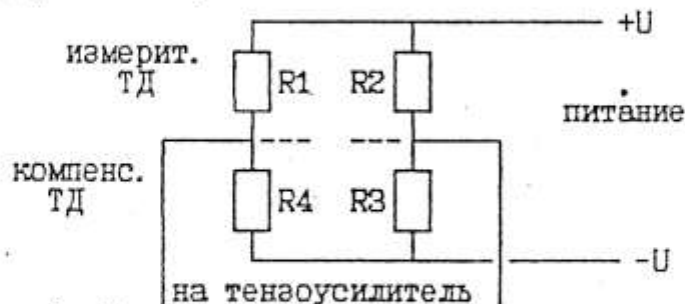 +U
измерит.
ТД
R1 R2
питание
компенс.
ТД
R4 R3
-U
на тензоусилитель